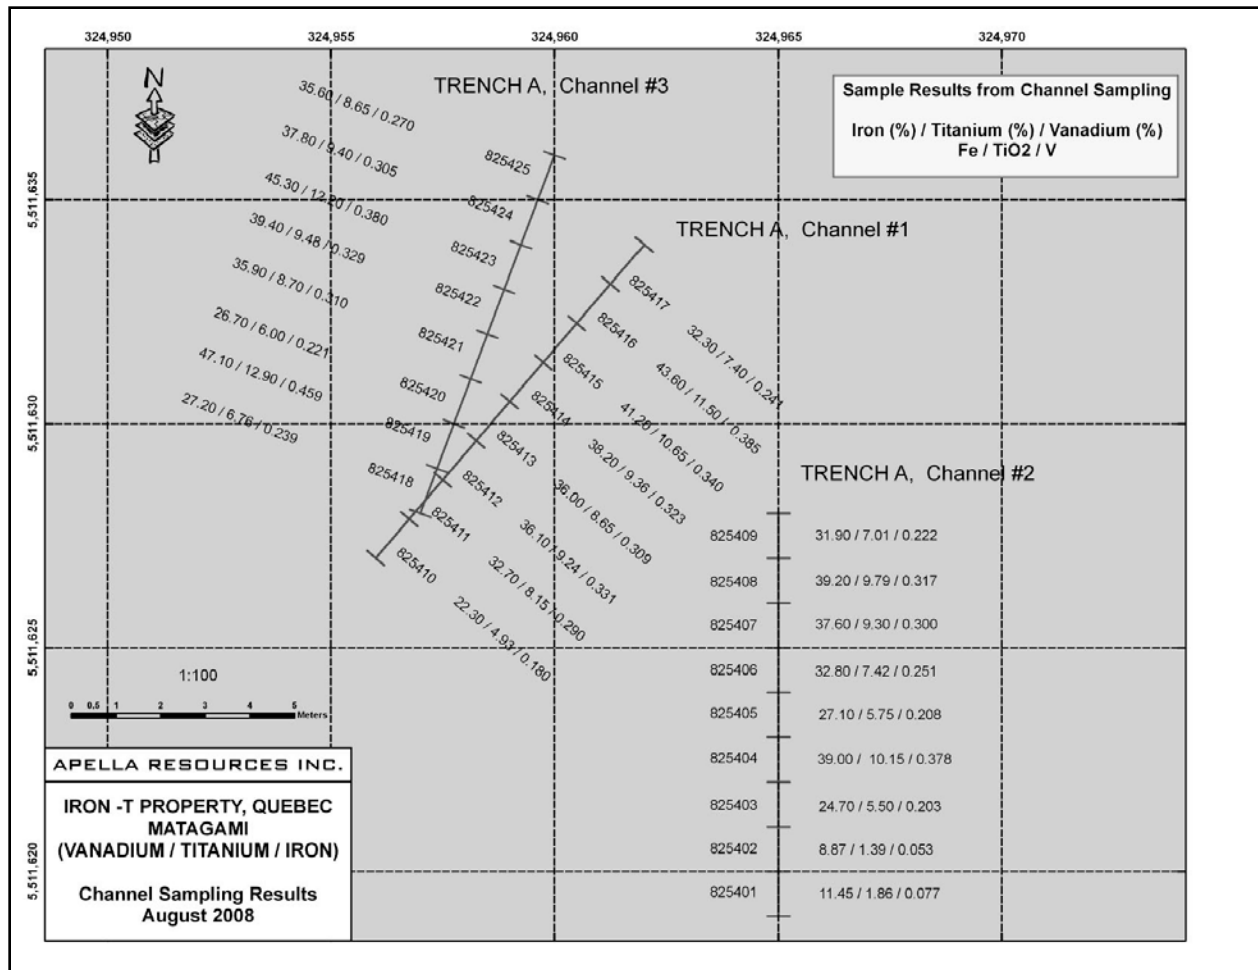 324,950 324,955 324,960 324,965 324,970
N
TRENCH A, Channel #3
Sample Results from Channel Sampling
Iron (%) / Titanium (%) / Vanadium (%)
Fe / TiO2 / V
35.60 / 8.65 / 0.270
37.80 / 9.40 / 0.305
45.30 / 12.20 / 0.380
39.40 / 9.48 / 0.329
35.90 / 8.70 / 0.310
26.70 / 6.00 / 0.221
47.10 / 12.90 / 0.459
27.20 / 6.76 / 0.239
825425
825424
825423
825422
825421
825420
825419
825418
5,511,635
5,511,630
5,511,625
5,511,620
TRENCH A, Channel #1
825417
825416
825415
825414
825413
825412
825411
825410
32.30 / 7.40 / 0.241
43.60 / 11.50 / 0.385
41.20 / 10.65 / 0.340
38.20 / 9.36 / 0.323
36.00 / 8.65 / 0.309
36.10 / 9.24 / 0.331
32.70 / 8.15 / 0.290
22.30 / 4.93 / 0.180
TRENCH A, Channel #2
825409 31.90 / 7.01 / 0.222
825408 39.20 / 9.79 / 0.317
825407 37.60 / 9.30 / 0.300
825406 32.80 / 7.42 / 0.251
825405 27.10 / 5.75 / 0.208
825404 39.00 / 10.15 / 0.378
825403 24.70 / 5.50 / 0.203
825402 8.87 / 1.39 / 0.053
825401 11.45 / 1.86 / 0.077
1:100
0 0.5 1 2 3 4 5
Meters
APELLA RESOURCES INC.
IRON -T PROPERTY, QUEBEC
MATAGAMI
(VANADIUM / TITANIUM / IRON)
Channel Sampling Results
August 2008